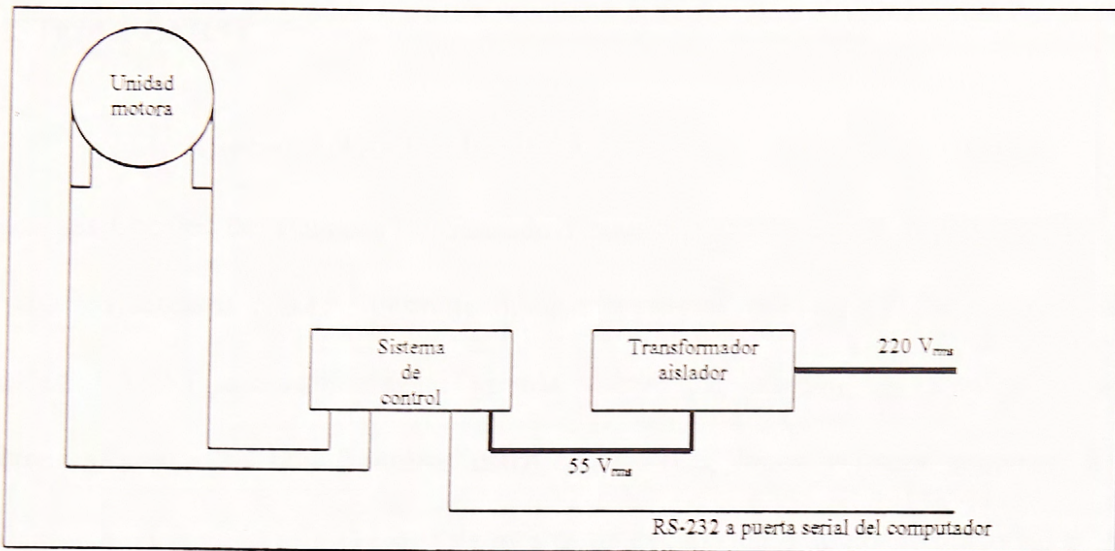 Unidad
motora
Sistema
de
control
Transformador
aislador
220 Vrms
55 Vrms
RS-232 a puerta serial del computador